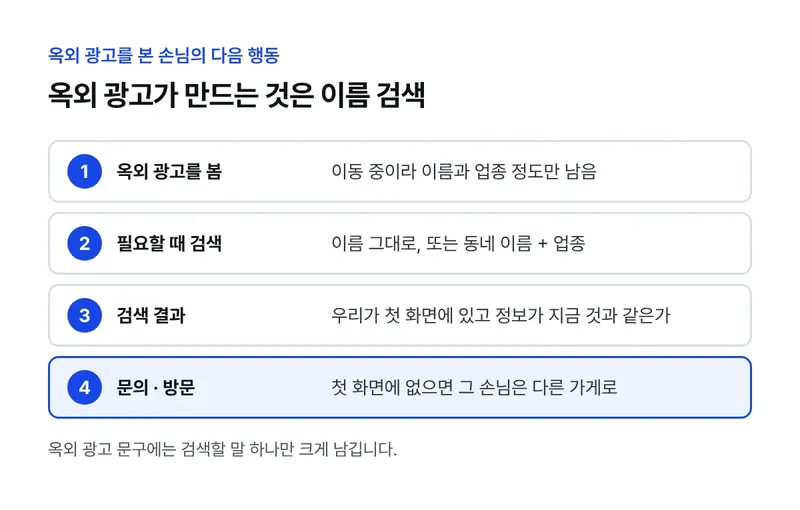 옥외 광고를 본 손님의 다음 행동
옥외 광고가 만드는 것은 이름 검색
1 옥외 광고를 봄 이동 중이라 이름과 업종 정도만 남음
2 필요할 때 검색 이름 그대로, 또는 동네 이름 + 업종
3 검색 결과 우리가 첫 화면에 있고 정보가 지금 것과 같은가
4 문의 · 방문 첫 화면에 없으면 그 손님은 다른 가게로
옥외 광고 문구에는 검색할 말 하나만 크게 남깁니다.